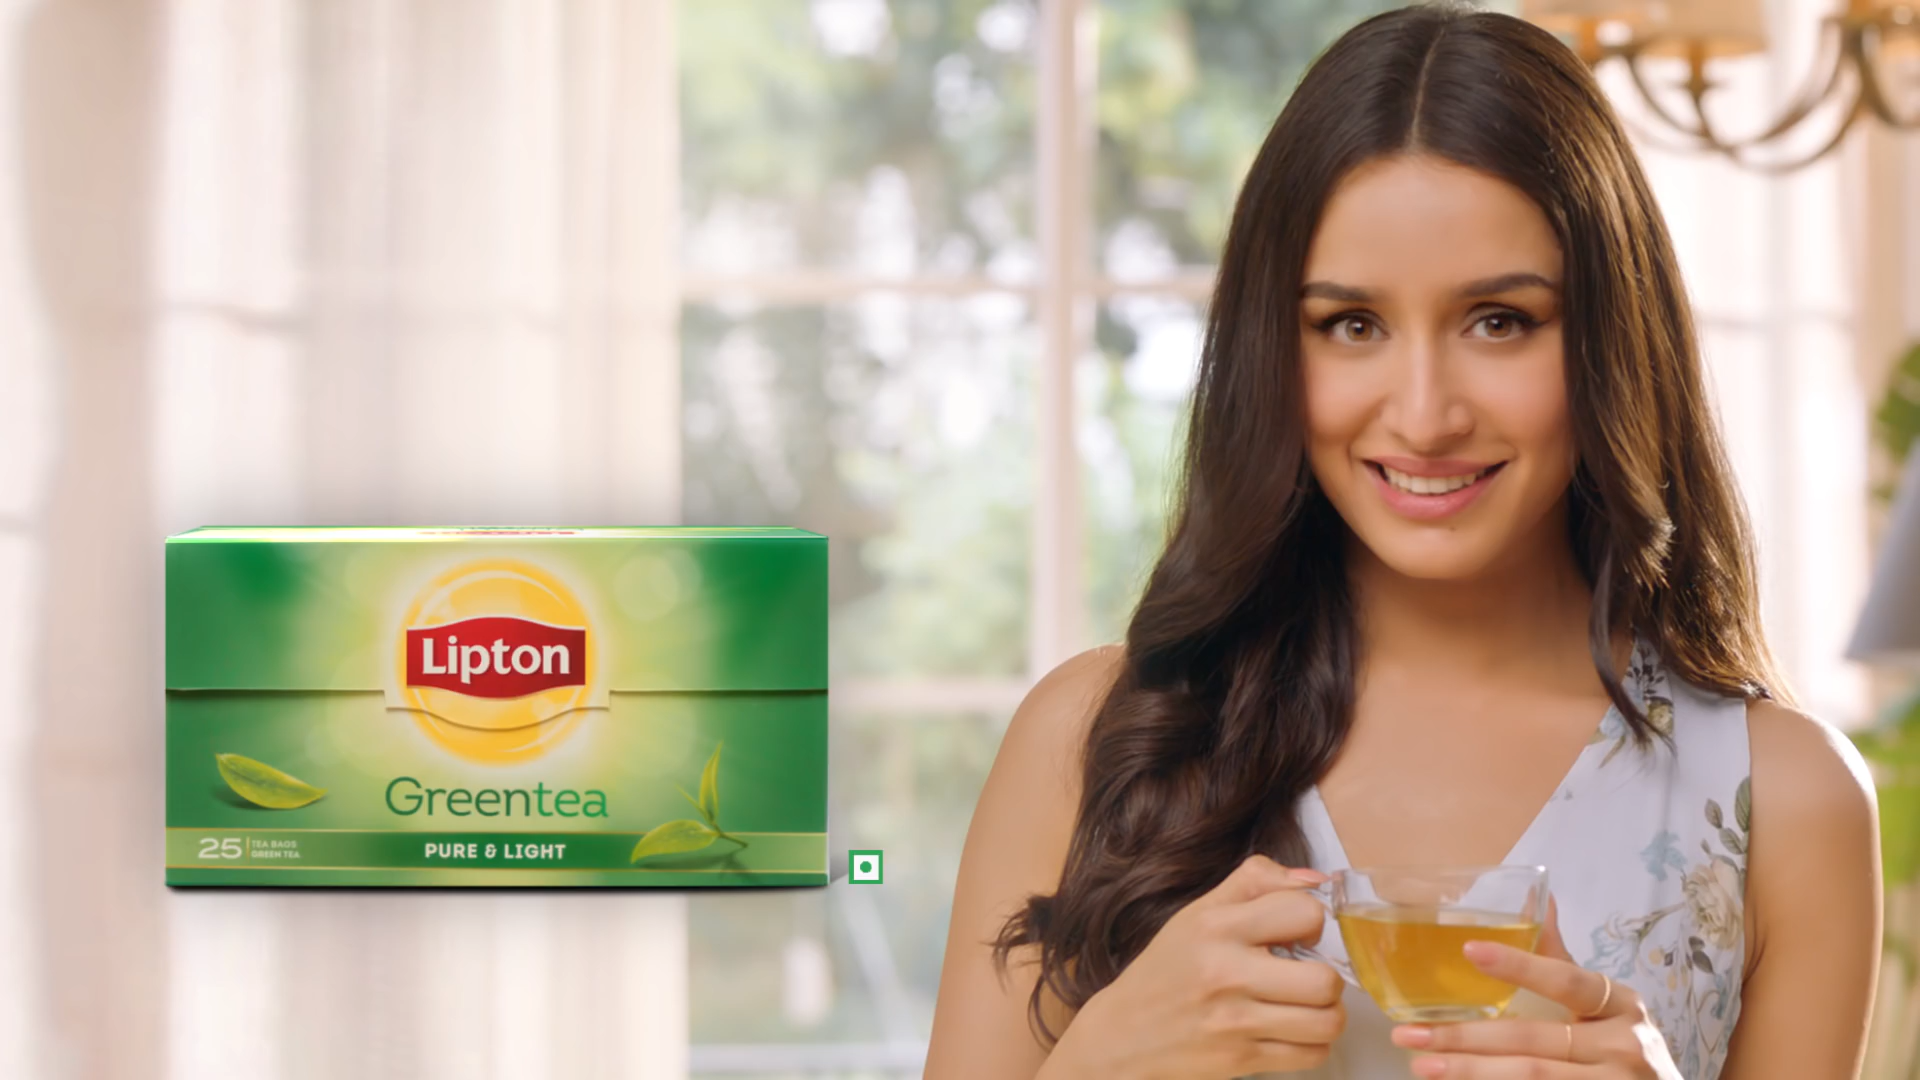 Lipton
Greentea
25 TEA BAGS
GREEN TEA
PURE & LIGHT